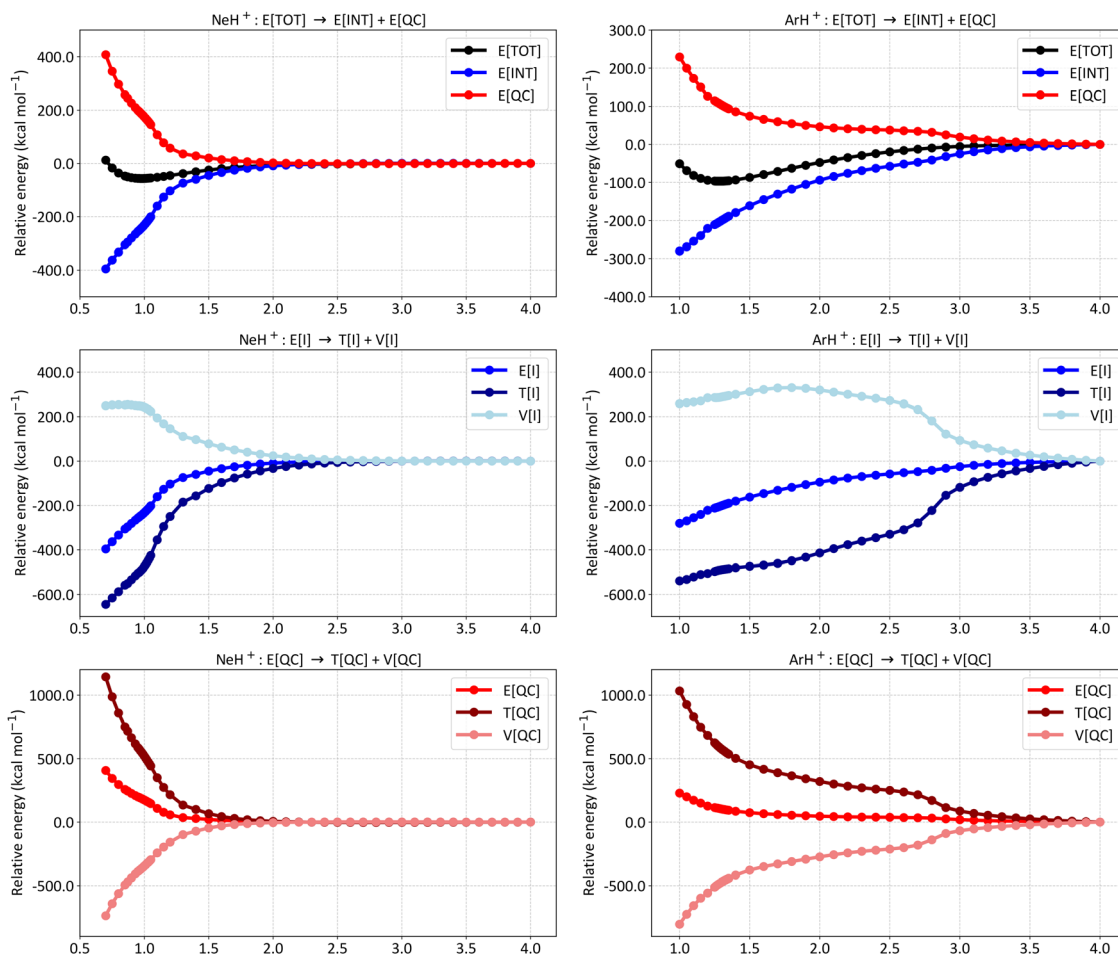 NeH⁺: E[TOT] → E[INT] + E[QC]
Relative energy (kcal mol⁻¹)
400.0
200.0
0.0
-200.0
-400.0
E[TOT]
E[INT]
E[QC]
0.5 1.0 1.5 2.0 2.5 3.0 3.5 4.0
ArH⁺: E[TOT] → E[INT] + E[QC]
Relative energy (kcal mol⁻¹)
300.0
200.0
100.0
0.0
-100.0
-200.0
-300.0
-400.0
E[TOT]
E[INT]
E[QC]
1.0 1.5 2.0 2.5 3.0 3.5 4.0
NeH⁺: E[I] → T[I] + V[I]
Relative energy (kcal mol⁻¹)
400.0
200.0
0.0
-200.0
-400.0
-600.0
E[I]
T[I]
V[I]
0.5 1.0 1.5 2.0 2.5 3.0 3.5 4.0
ArH⁺: E[I] → T[I] + V[I]
Relative energy (kcal mol⁻¹)
400.0
200.0
0.0
-200.0
-400.0
-600.0
E[I]
T[I]
V[I]
1.0 1.5 2.0 2.5 3.0 3.5 4.0
NeH⁺: E[QC] → T[QC] + V[QC]
Relative energy (kcal mol⁻¹)
1000.0
500.0
0.0
-500.0
E[QC]
T[QC]
V[QC]
0.5 1.0 1.5 2.0 2.5 3.0 3.5 4.0
ArH⁺: E[QC] → T[QC] + V[QC]
Relative energy (kcal mol⁻¹)
1000.0
500.0
0.0
-500.0
E[QC]
T[QC]
V[QC]
1.0 1.5 2.0 2.5 3.0 3.5 4.0